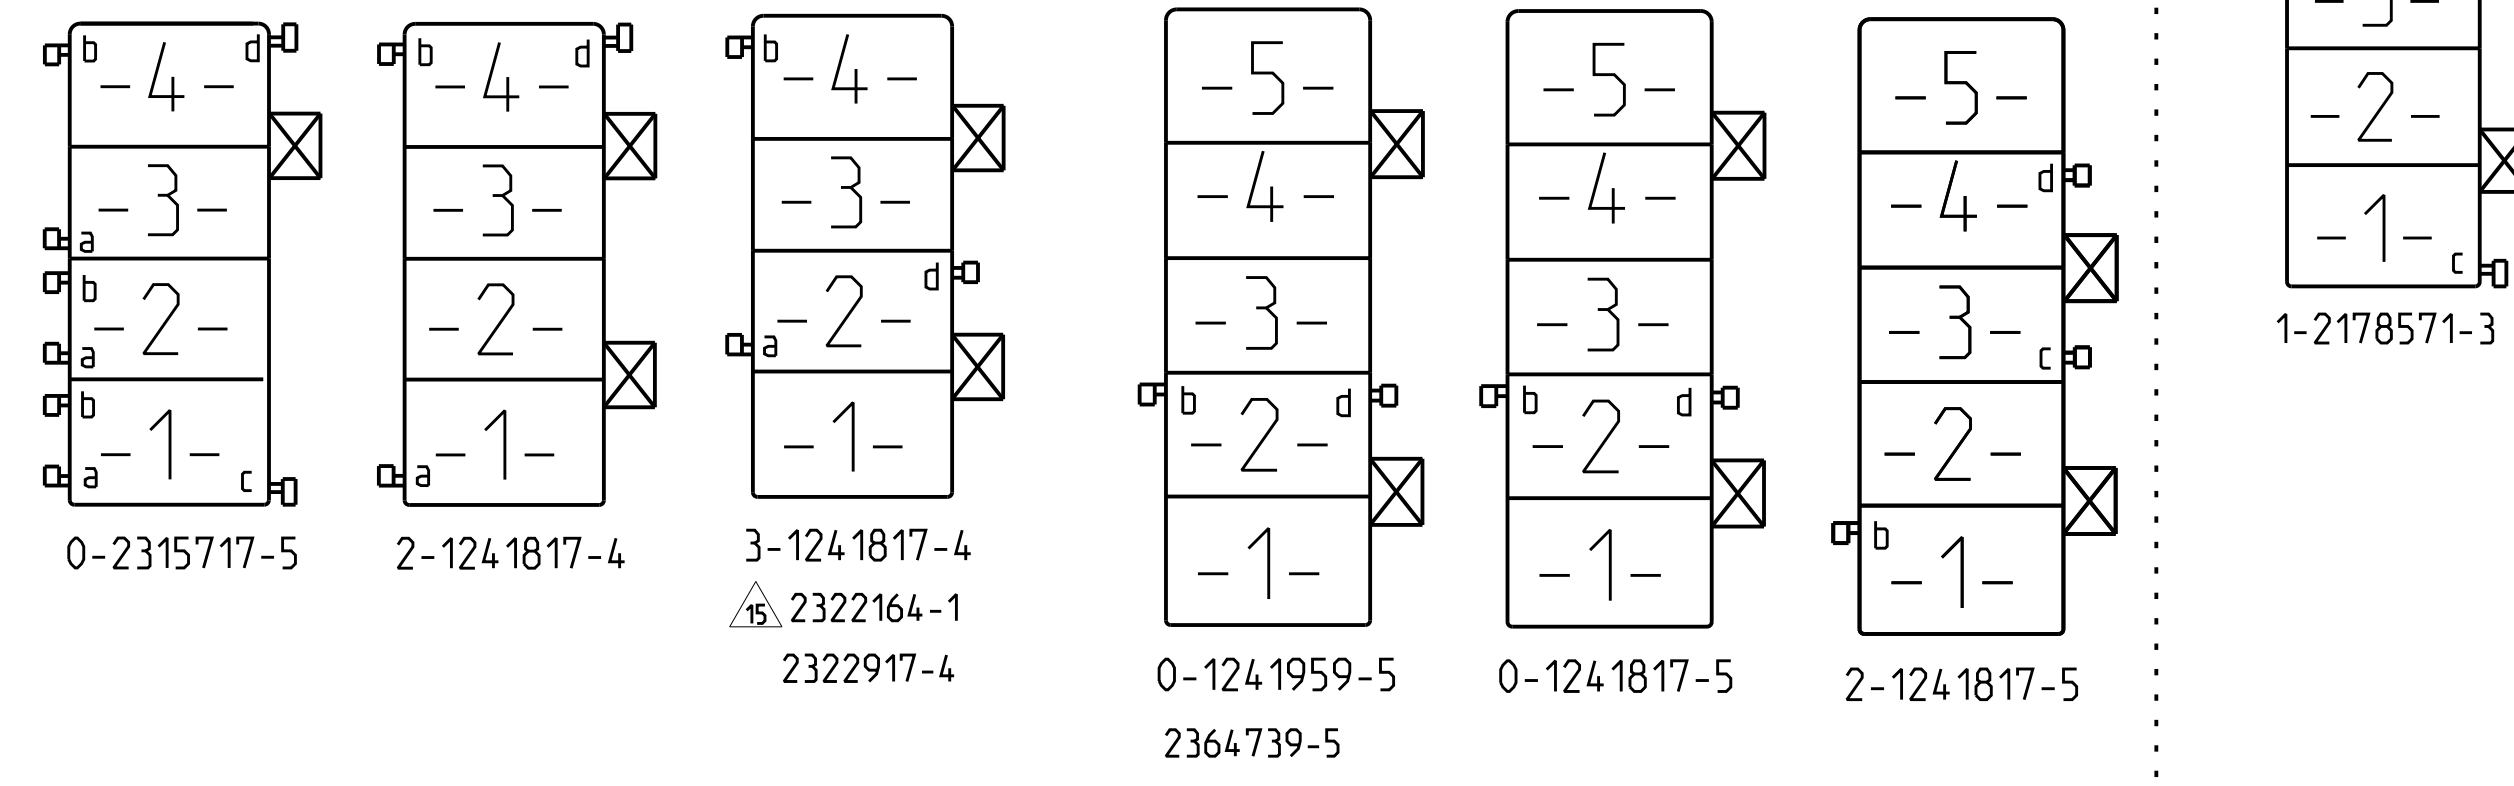 b d
-4-
-3-
a
b
-2-
a
b
-1-
a c
0-2315717-5
b d
-4-
-3-
-2-
-1-
a
2-1241817-4
b
-4-
-3-
d
-2-
a
-1-
3-1241817-4
15 2322164-1
2322917-4
-5-
-4-
-3-
b d
-2-
-1-
0-1241959-5
2364739-5
-5-
-4-
-3-
b d
-2-
-1-
0-1241817-5
-5-
d
-4-
-3-
c
-2-
b
-1-
2-1241817-5
-2-
-1-
c
1-2178571-3